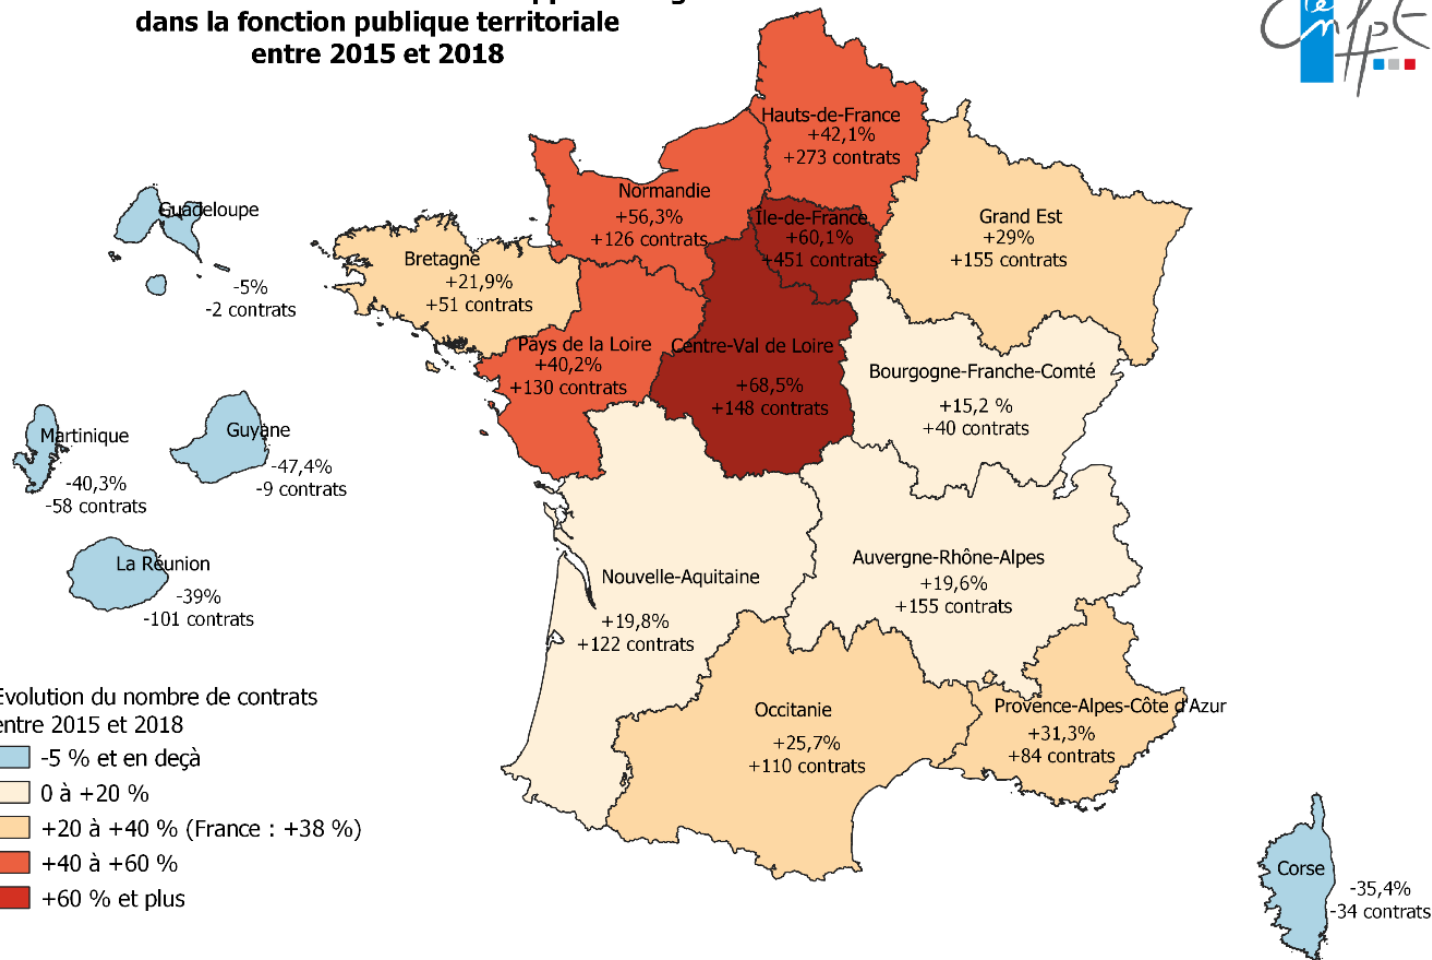 dans la fonction publique territoriale
entre 2015 et 2018
cnfpt
Hauts-de-France
+42,1%
+273 contrats
Normandie
+56,3%
+126 contrats
Ile-de-France
+60,1%
+451 contrats
Grand Est
+29%
+155 contrats
Guadeloupe
-5%
-2 contrats
Bretagne
+21,9%
+51 contrats
Pays de la Loire
+40,2%
+130 contrats
Centre-Val de Loire
+68,5%
+148 contrats
Bourgogne-Franche-Comté
+15,2 %
+40 contrats
Martinique
-40,3%
-58 contrats
Guyane
-47,4%
-9 contrats
La Réunion
-39%
-101 contrats
Nouvelle-Aquitaine
+19,8%
+122 contrats
Auvergne-Rhône-Alpes
+19,6%
+155 contrats
Occitanie
+25,7%
+110 contrats
Provence-Alpes-Côte d'Azur
+31,3%
+84 contrats
Evolution du nombre de contrats
entre 2015 et 2018
-5 % et en deçà
0 à +20 %
+20 à +40 % (France : +38 %)
+40 à +60 %
+60 % et plus
Corse
-35,4%
-34 contrats